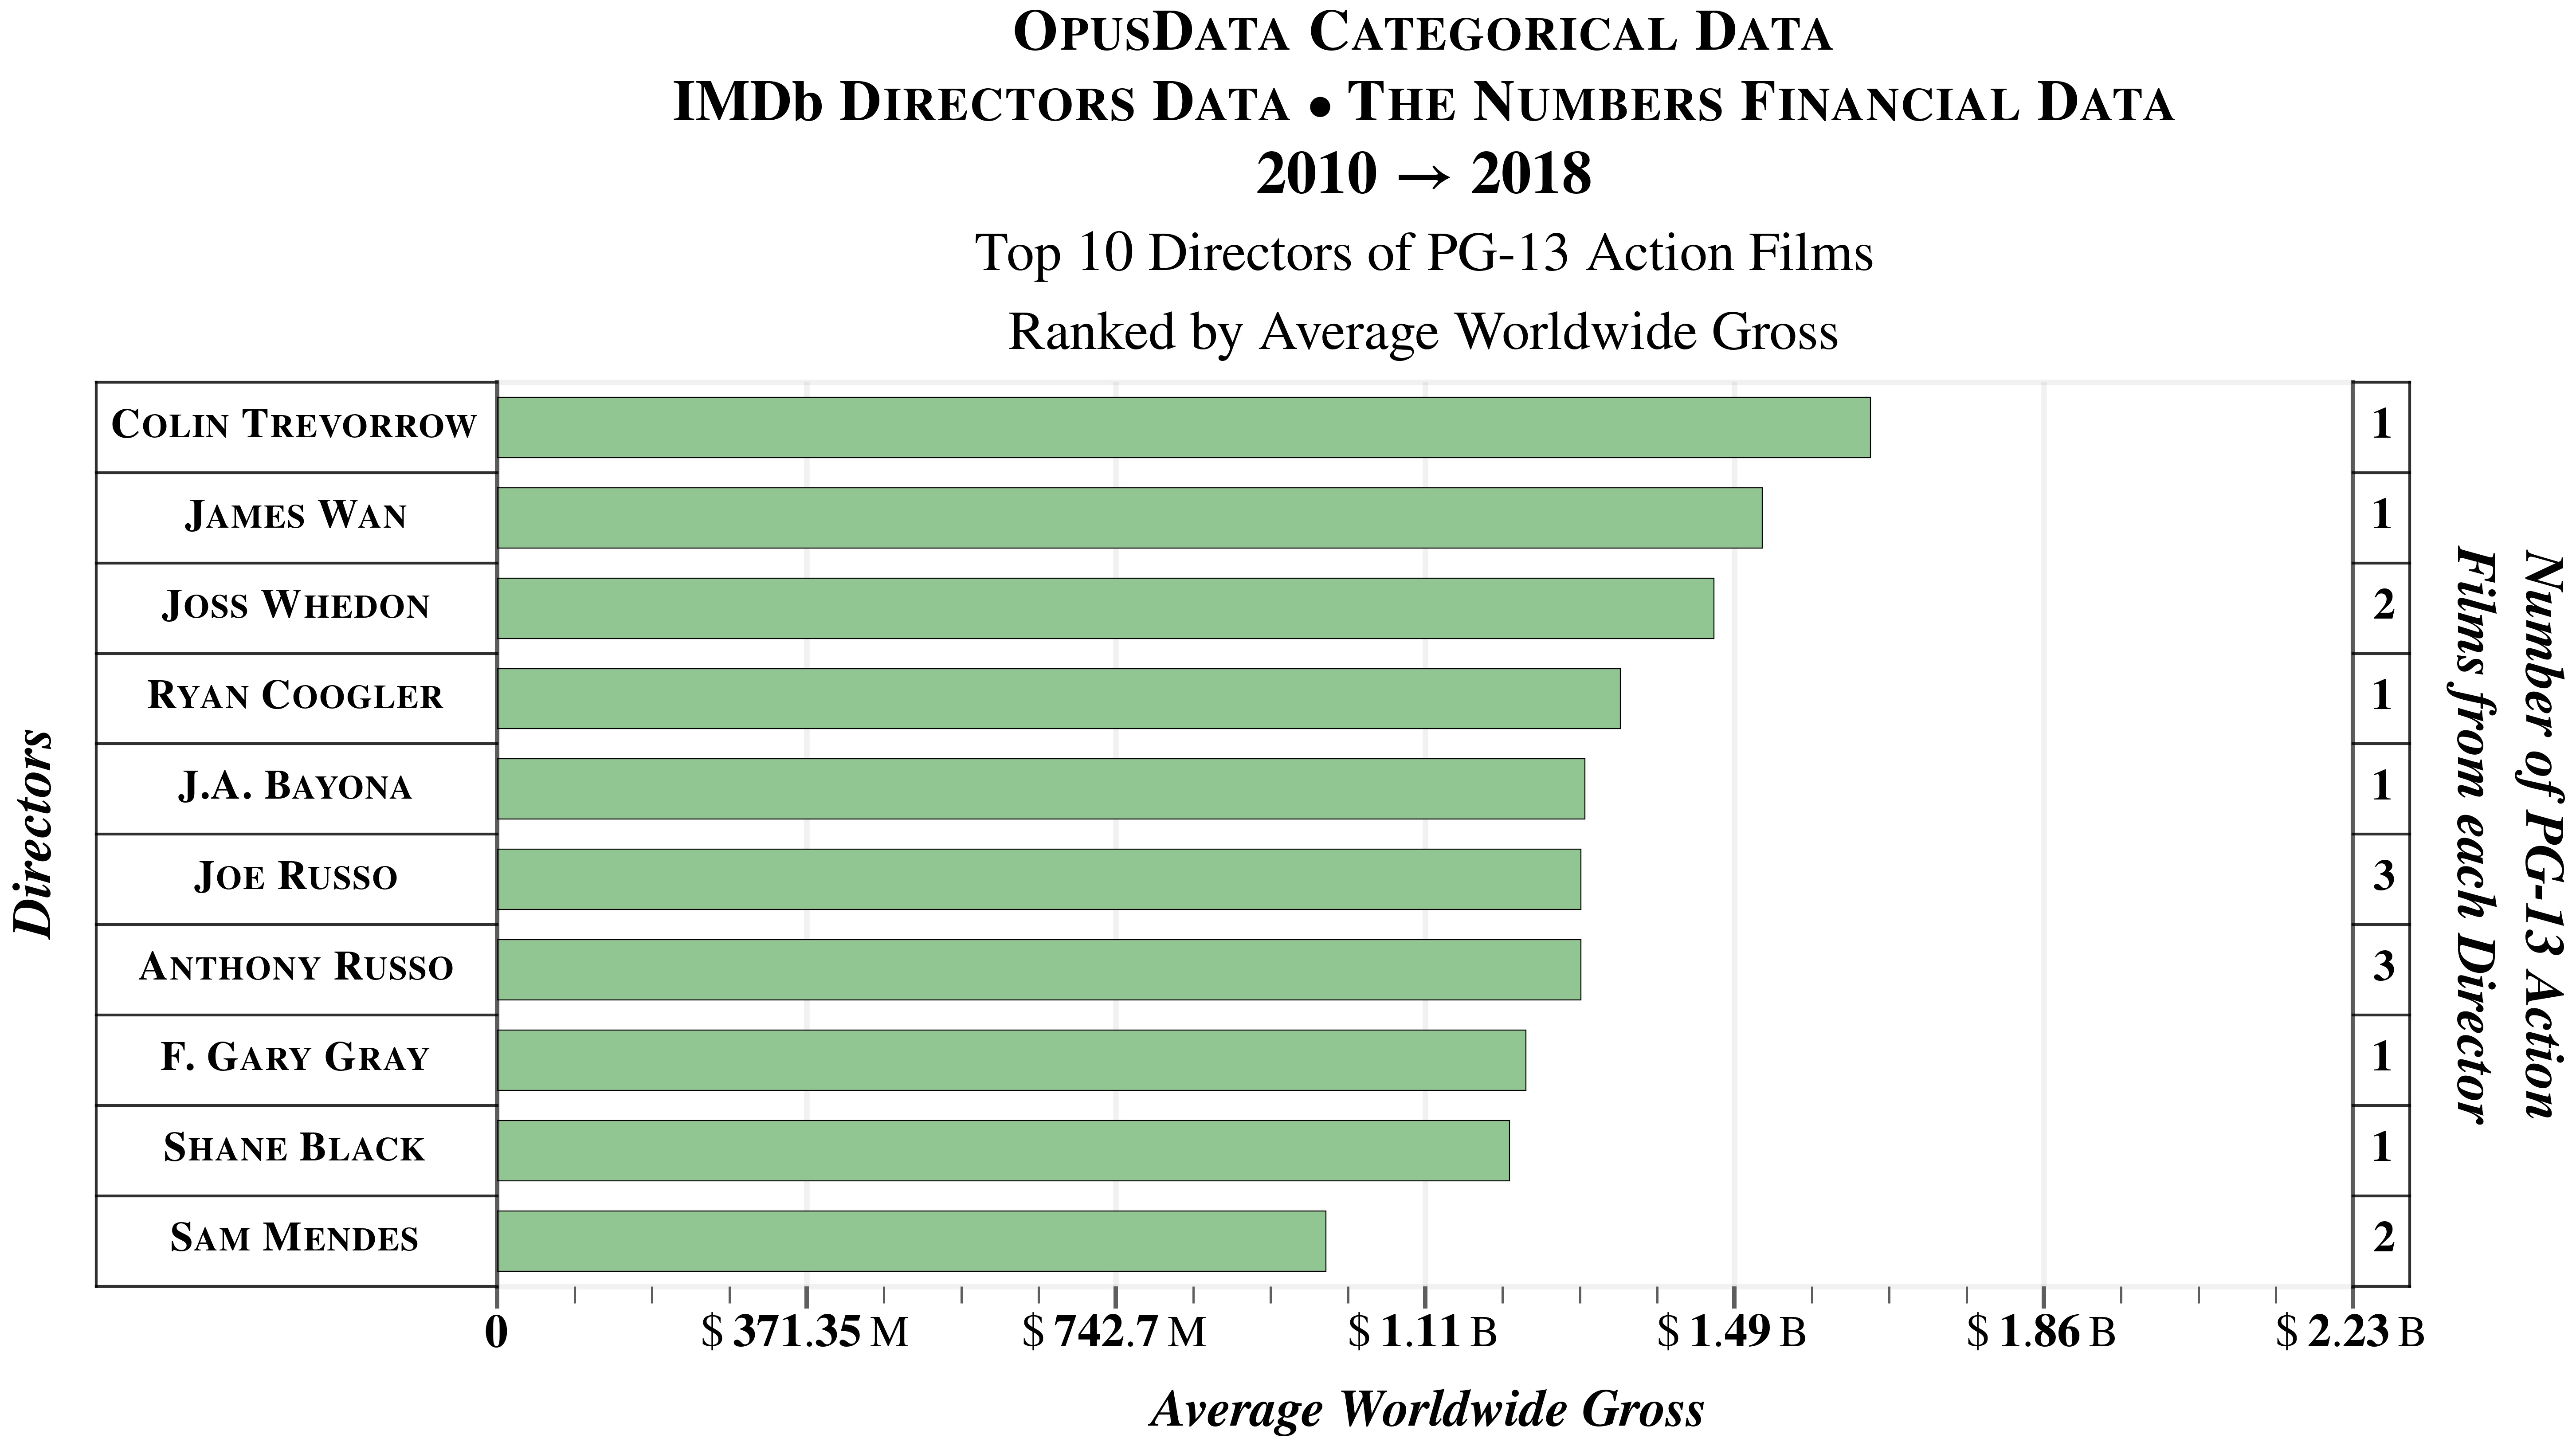 OpusData Categorical Data
IMDb Directors Data • The Numbers Financial Data
2010 → 2018
Top 10 Directors of PG-13 Action Films
Ranked by Average Worldwide Gross
Directors
Colin Trevorrow 1
James Wan 1
Joss Whedon 2
Ryan Coogler 1
J.A. Bayona 1
Joe Russo 3
Anthony Russo 3
F. Gary Gray 1
Shane Black 1
Sam Mendes 2
Number of PG-13 Action
Films from each Director
0 $ 371.35 M $ 742.7 M $ 1.11 B $ 1.49 B $ 1.86 B $ 2.23 B
Average Worldwide Gross